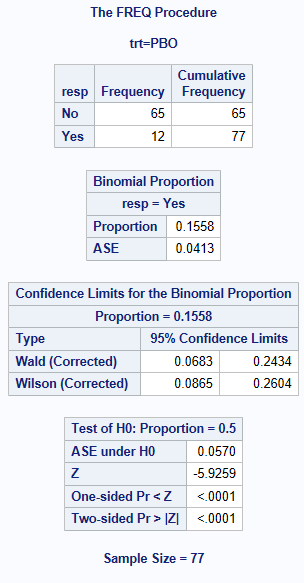 The FREQ Procedure
trt=PBO
Cumulative
resp Frequency Frequency
No 65 65
Yes 12 77
Binomial Proportion
resp = Yes
Proportion 0.1558
ASE 0.0413
Confidence Limits for the Binomial Proportion
Proportion = 0.1558
Type 95% Confidence Limits
Wald (Corrected) 0.0683 0.2434
Wilson (Corrected) 0.0865 0.2604
Test of H0: Proportion = 0.5
ASE under H0 0.0570
Z -5.9259
One-sided Pr < Z <.0001
Two-sided Pr > |Z| <.0001
Sample Size = 77